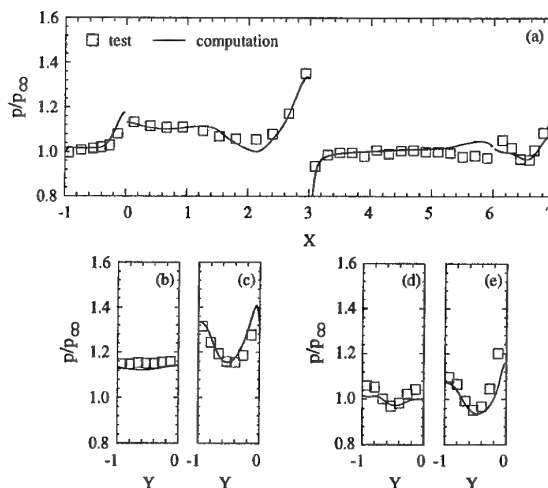 1.6
test
computation
(a)
1.4
p/p∞
1.2
1.0
0.8
-1 0 1 2 3 4 5 6 7
X
1.6
(b)
(c)
1.6
(d)
(e)
1.4
1.4
p/p∞
p/p∞
1.2
1.2
1.0
1.0
0.8
0.8
-1 0 -1 0
-1 0 -1 0
Y Y
Y Y